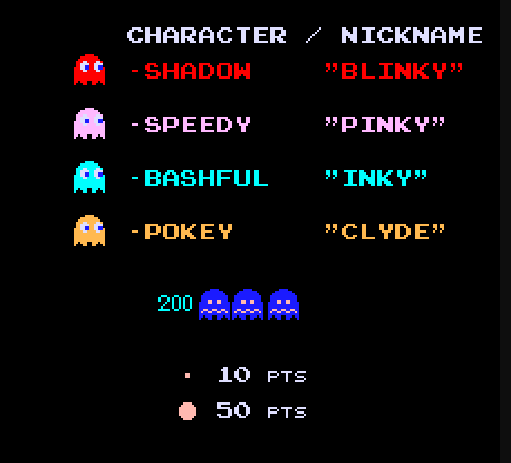 CHARACTER / NICKNAME
-SHADOW "BLINKY"
-SPEEDY "PINKY"
-BASHFUL "INKY"
-POKEY "CLYDE"
200
10 PTS
50 PTS